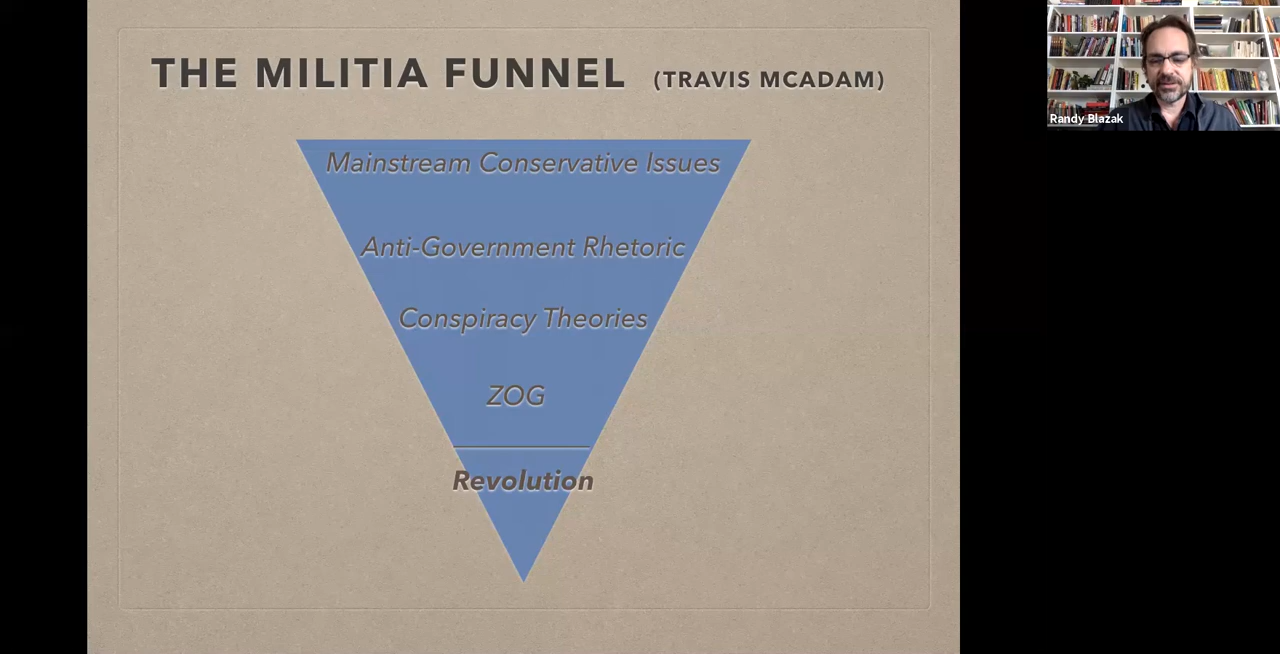 THE MILITIA FUNNEL (TRAVIS MCADAM)
Mainstream Conservative Issues
Anti-Government Rhetoric
Conspiracy Theories
ZOG
Revolution
Randy Blazak